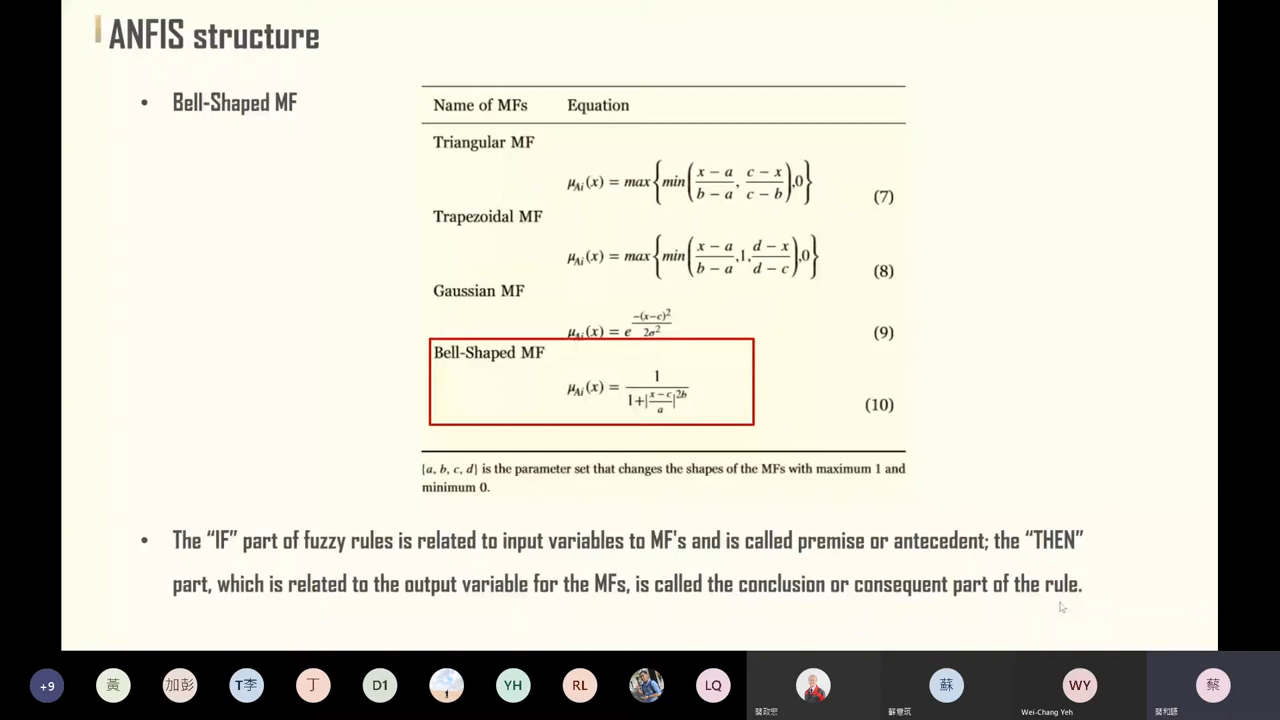 ANFIS structure
• Bell-Shaped MF
Name of MFs Equation
Triangular MF
μAi(x) = max{min(x − a / b − a, c − x / c − b),0} (7)
Trapezoidal MF
μAi(x) = max{min(x − a / b − a,1,d − x / d − c),0} (8)
Gaussian MF
μAi(x) = e^(−(x−c)² / 2σ²) (9)
Bell-Shaped MF
μAi(x) = 1 / 1+|x−c / a|^2b (10)
{a, b, c, d} is the parameter set that changes the shapes of the MFs with maximum 1 and
minimum 0.
• The “IF” part of fuzzy rules is related to input variables to MF's and is called premise or antecedent; the “THEN”
part, which is related to the output variable for the MFs, is called the conclusion or consequent part of the rule.
+9 黃 加彭 T李 丁 D1 YH RL LQ 蘇 WY 蔡
Wei-Chang Yeh